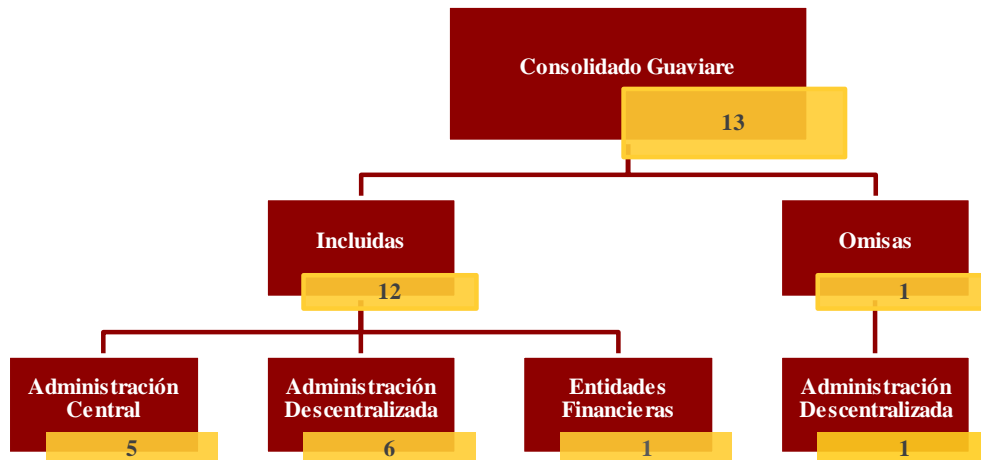 Consolidado Guaviare
13
Incluidas
12
Omisas
1
Administración
Central
5
Administración
Descentralizada
6
Entidades
Financieras
1
Administración
Descentralizada
1